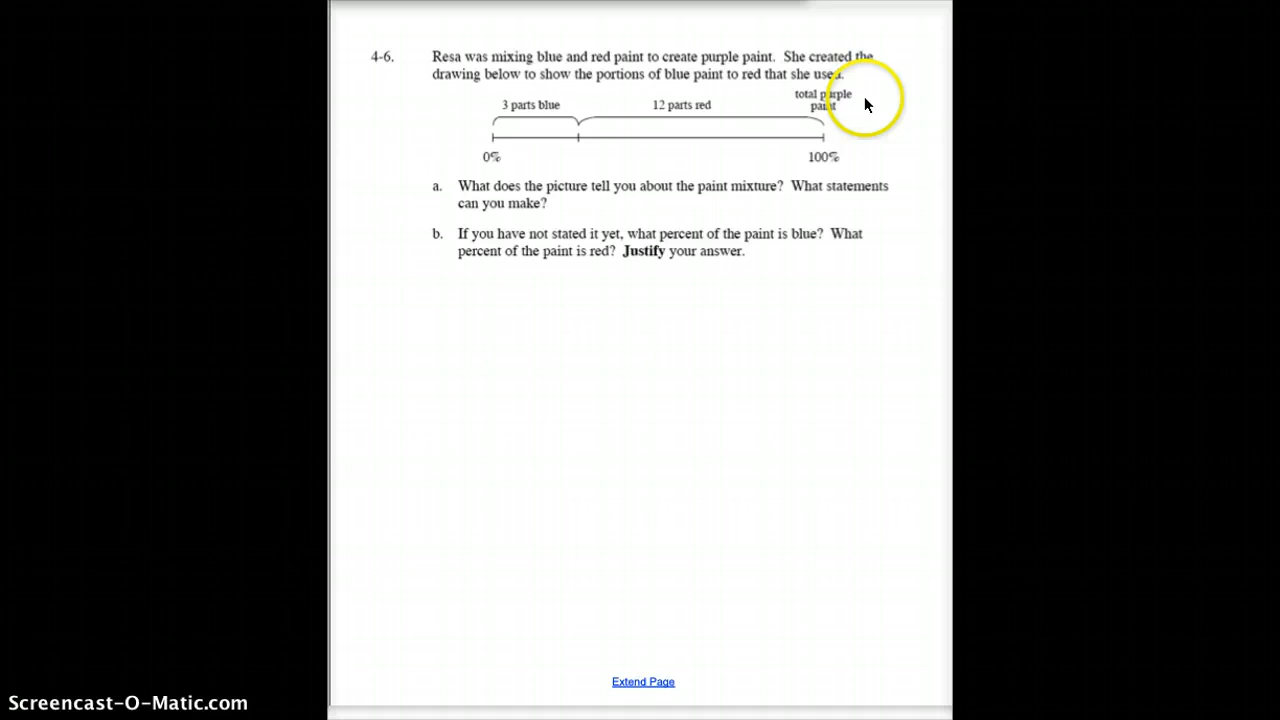 4-6. Resa was mixing blue and red paint to create purple paint. She created the
drawing below to show the portions of blue paint to red that she used.
total purple
paint
3 parts blue 12 parts red
0% 100%
a. What does the picture tell you about the paint mixture? What statements
can you make?
b. If you have not stated it yet, what percent of the paint is blue? What
percent of the paint is red? Justify your answer.
Extend Page
Screencast-O-Matic.com